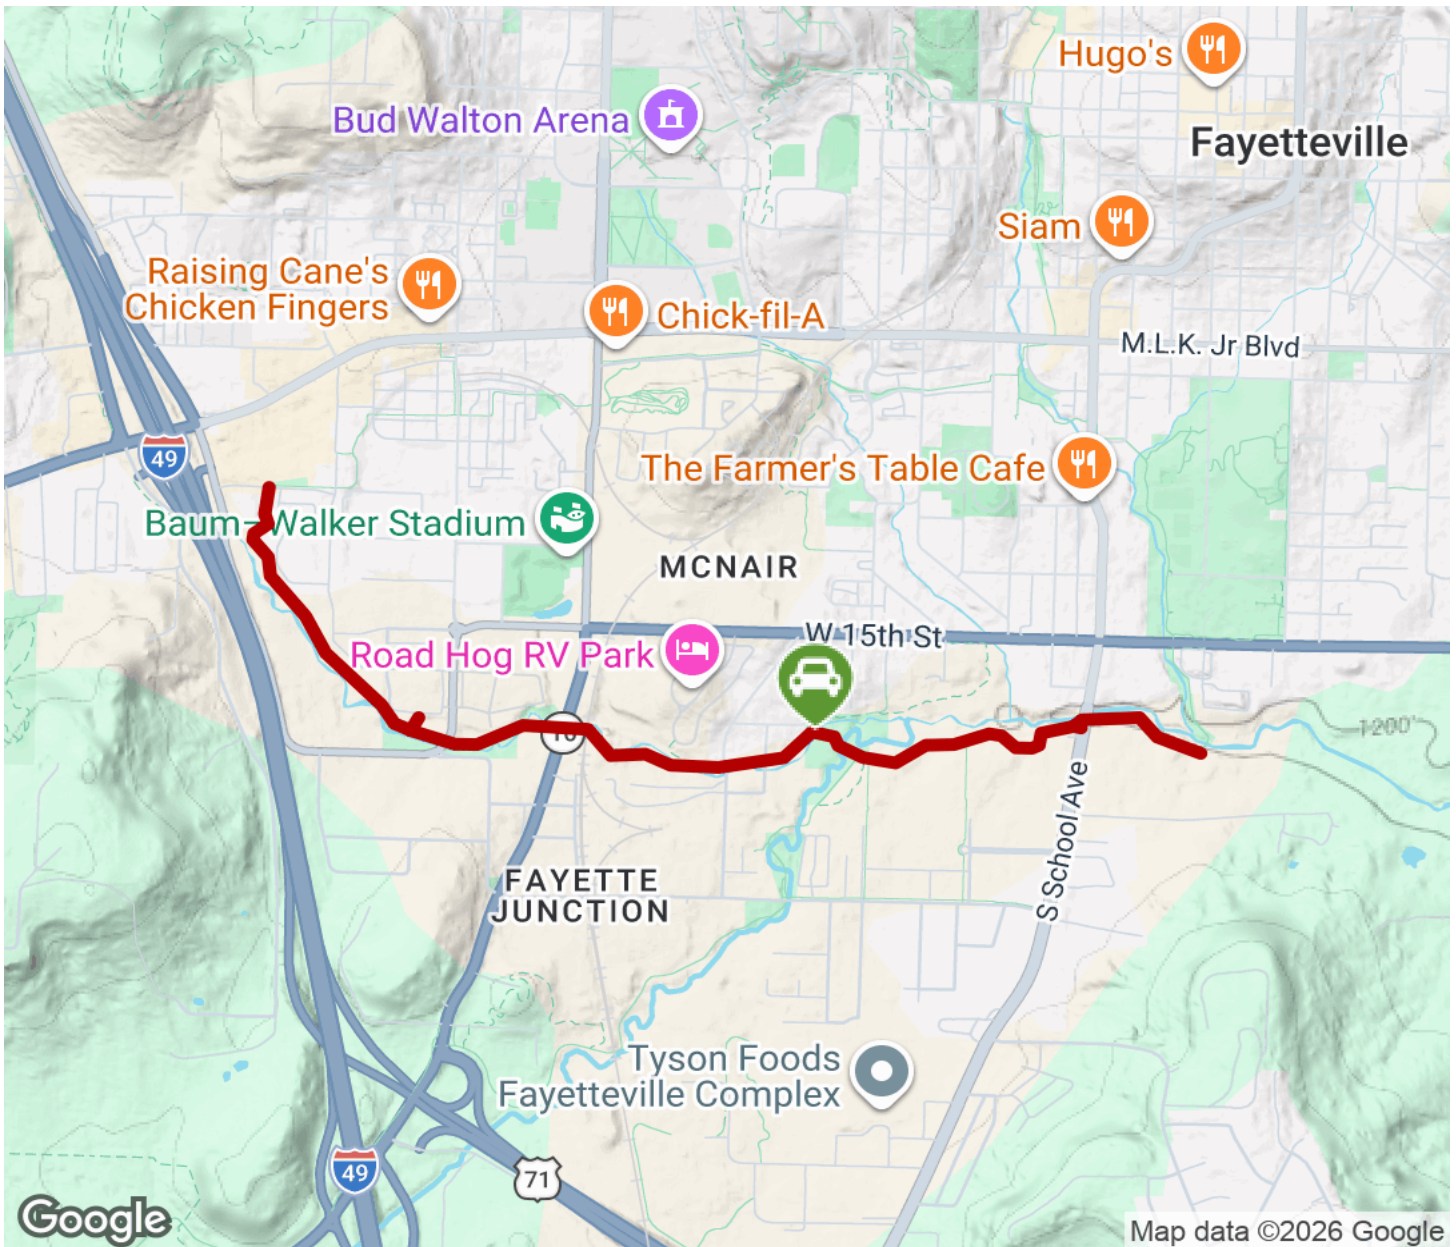 Hugo's
Bud Walton Arena
Fayetteville
Siam
Raising Cane's
Chicken Fingers
Chick-fil-A
M.L.K. Jr Blvd
49
The Farmer's Table Cafe
Baum-Walker Stadium
MCNAIR
W 15th St
Road Hog RV Park
1200'
S School Ave
FAYETTE
JUNCTION
Tyson Foods
Fayetteville Complex
49
71
Google
Map data ©2026 Google